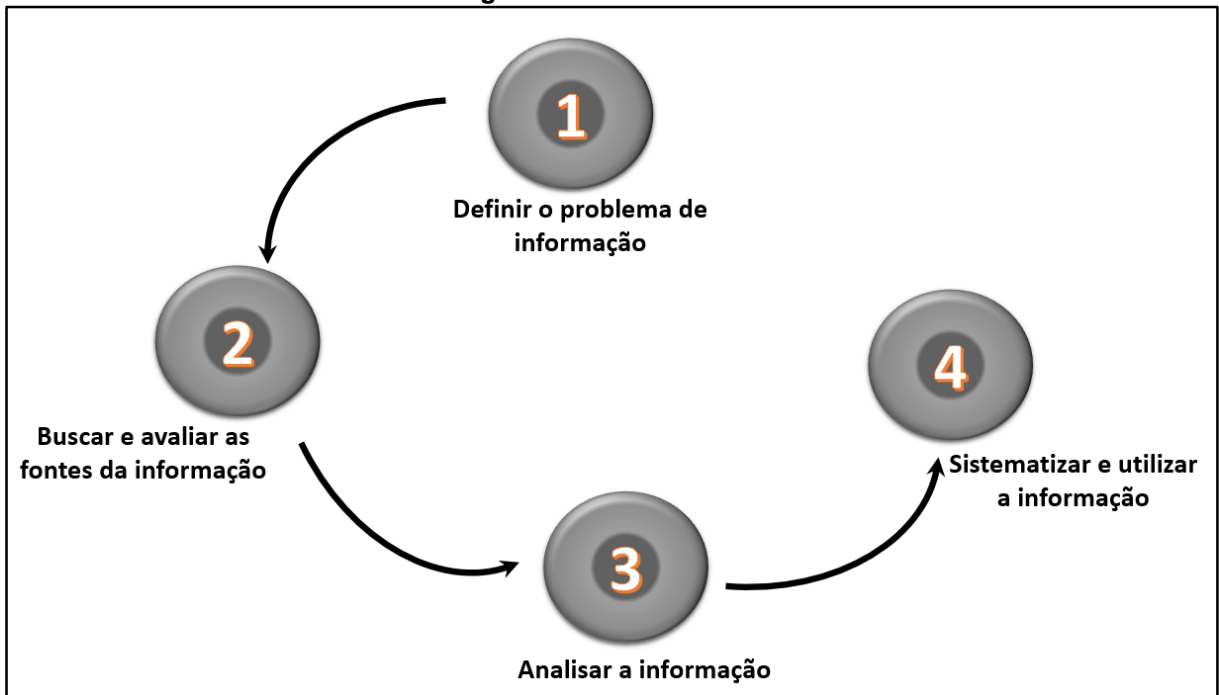 1
Definir o problema de
informação
2
Buscar e avaliar as
fontes da informação
3
Analisar a informação
4
Sistematizar e utilizar
a informação